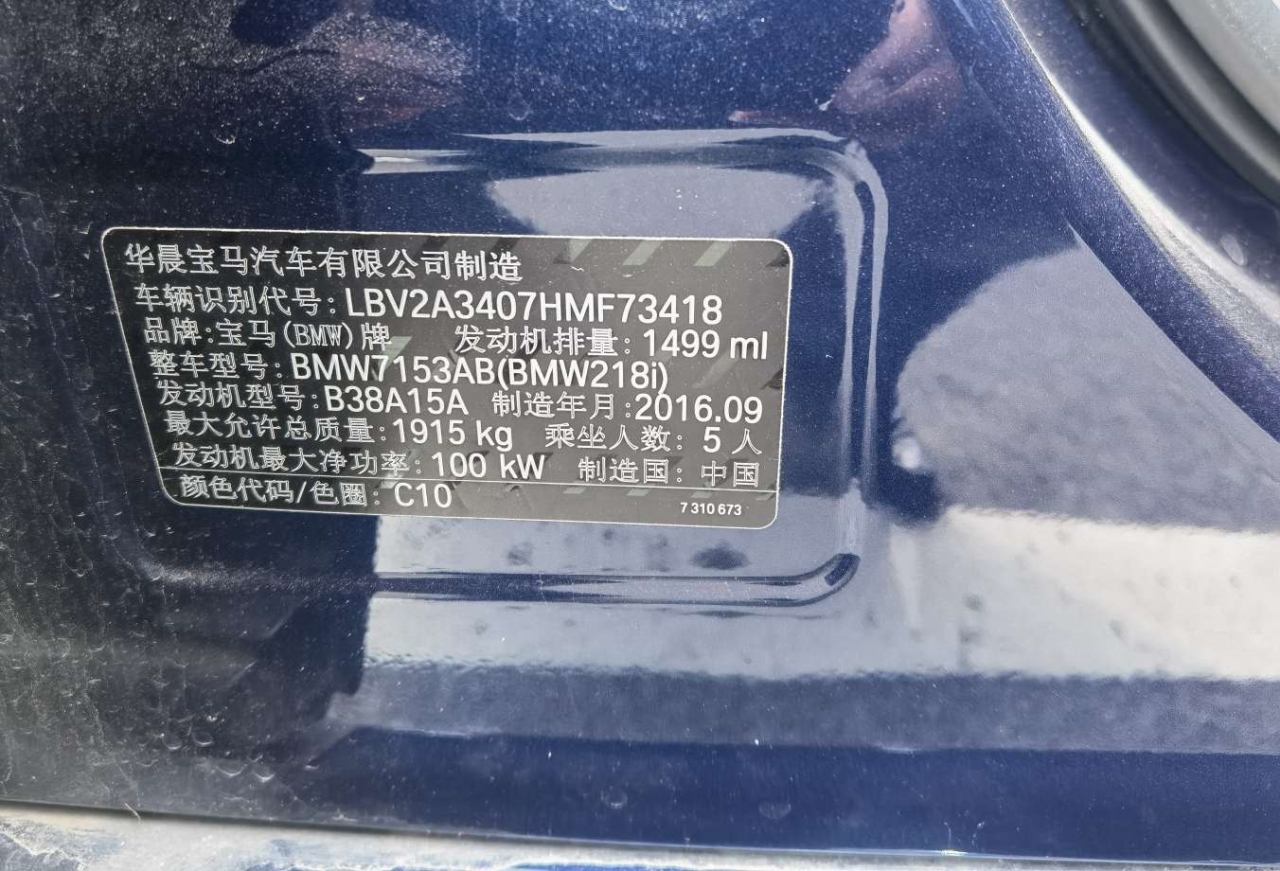 华晨宝马汽车有限公司制造
车辆识别代号: LBV2A3407HMF73418
品牌: 宝马(BMW)牌 发动机排量: 1499 ml
整车型号: BMW7153AB(BMW218i)
发动机型号: B38A15A 制造年月: 2016.09
最大允许总质量: 1915 kg 乘坐人数: 5 人
发动机最大净功率: 100 kW 制造国: 中国
颜色代码/色圈: C10 7 310 673